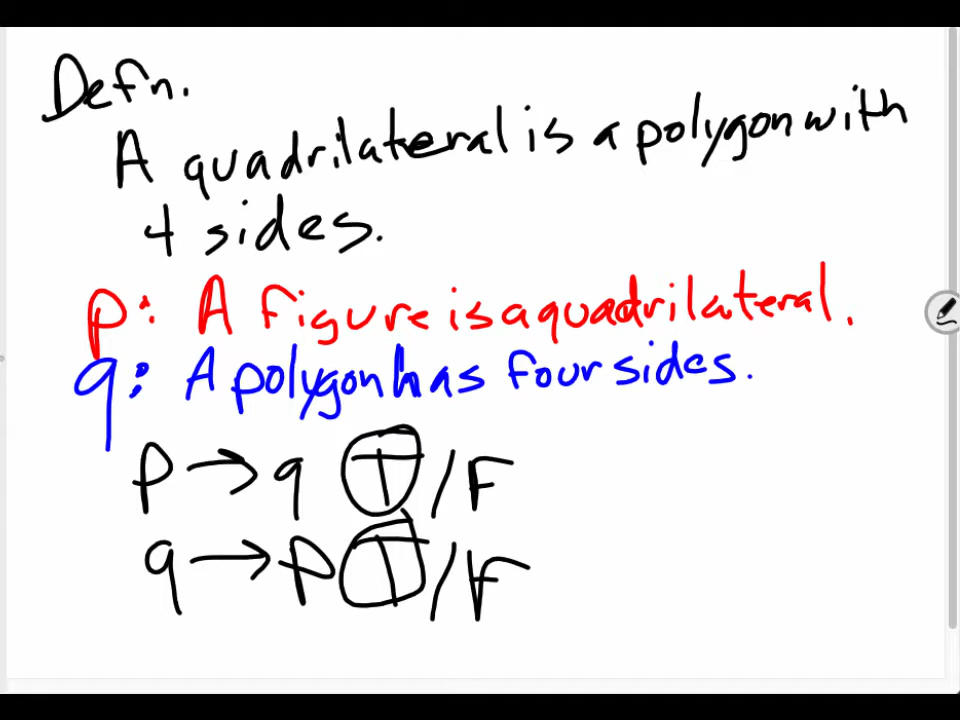 Defn.
A quadrilateral is a polygon with
4 sides.
p: A figure is a quadrilateral.
q: A polygon has four sides.
p → q T/F
q → p T/F